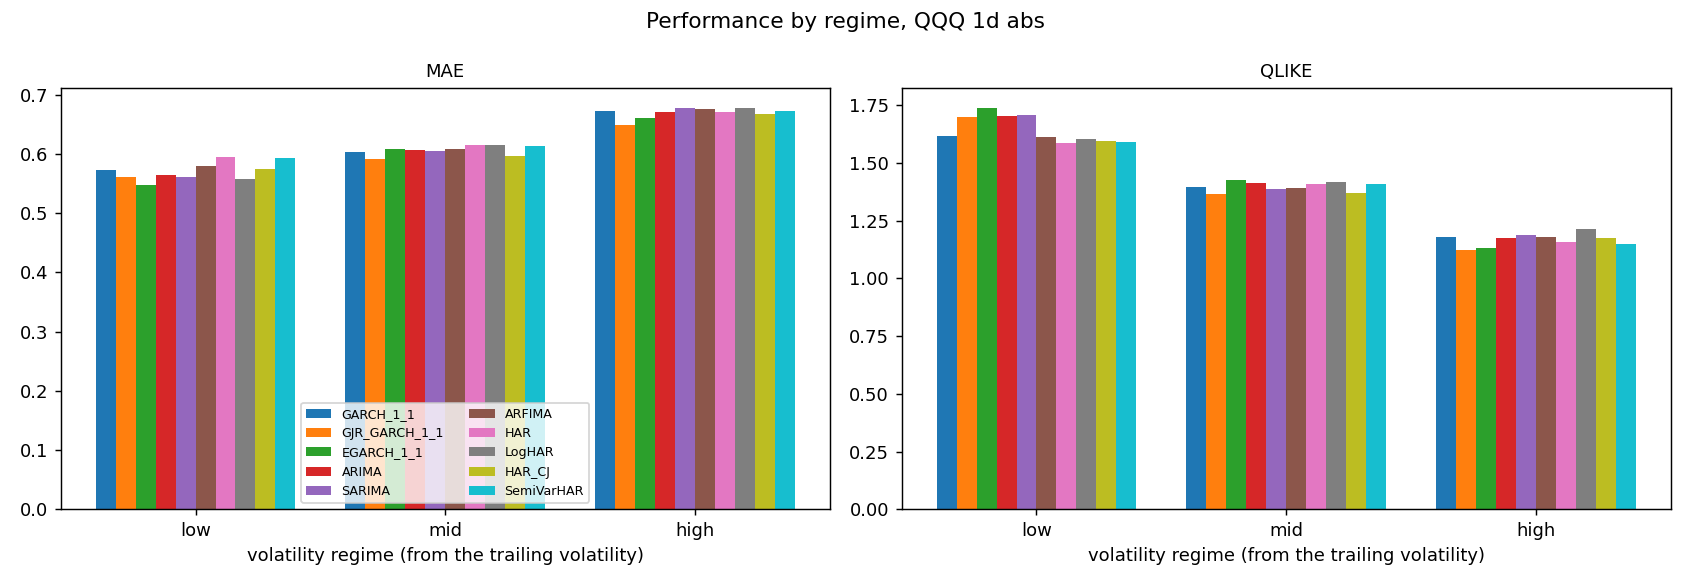 Performance by regime, QQQ 1d abs
MAE
0.7
0.6
0.5
0.4
0.3
0.2
0.1
0.0
low
mid
high
volatility regime (from the trailing volatility)
GARCH_1_1
GJR_GARCH_1_1
EGARCH_1_1
ARIMA
SARIMA
ARFIMA
HAR
LogHAR
HAR_CJ
SemiVarHAR
QLIKE
1.75
1.50
1.25
1.00
0.75
0.50
0.25
0.00
low
mid
high
volatility regime (from the trailing volatility)